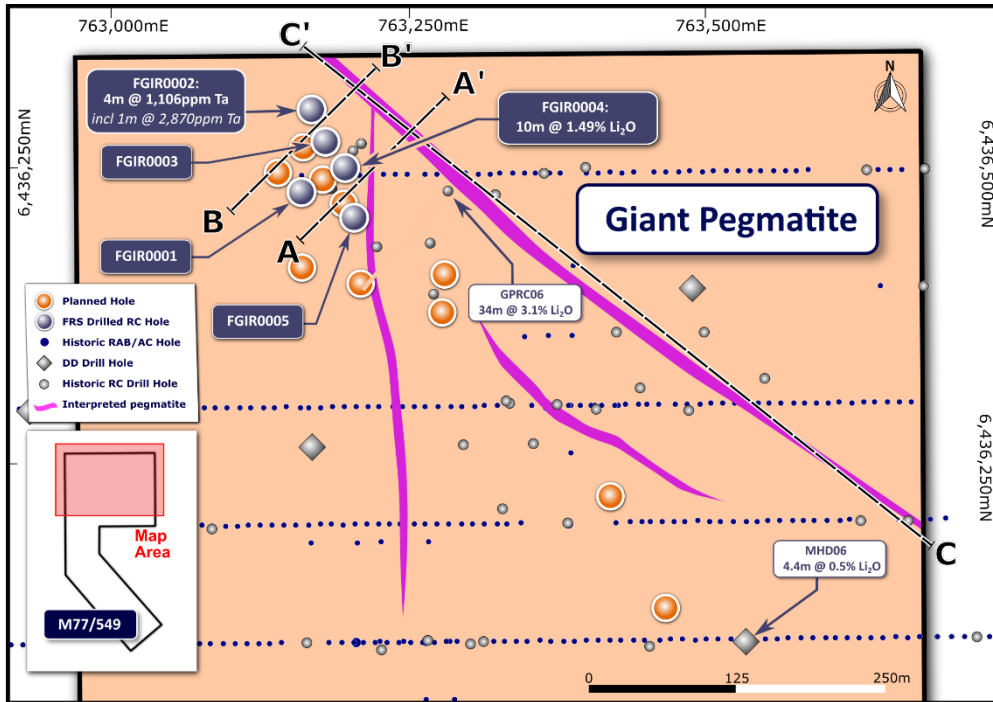 763,000mE
763,250mE
763,500mE
C'
B'
A'
N
FGIR0002:
4m @ 1,106ppm Ta
incl 1m @ 2,870ppm Ta
FGIR0004:
10m @ 1.49% Li₂O
6,436,250mN
6,436,500mN
FGIR0003
Giant Pegmatite
B
A
FGIR0001
GPRC06
34m @ 3.1% Li₂O
FGIR0005
Planned Hole
FRS Drilled RC Hole
Historic RAB/AC Hole
DD Drill Hole
Historic RC Drill Hole
Interpreted pegmatite
6,436,250mN
Map
Area
C
MHD06
4.4m @ 0.5% Li₂O
M77/549
0
125
250m